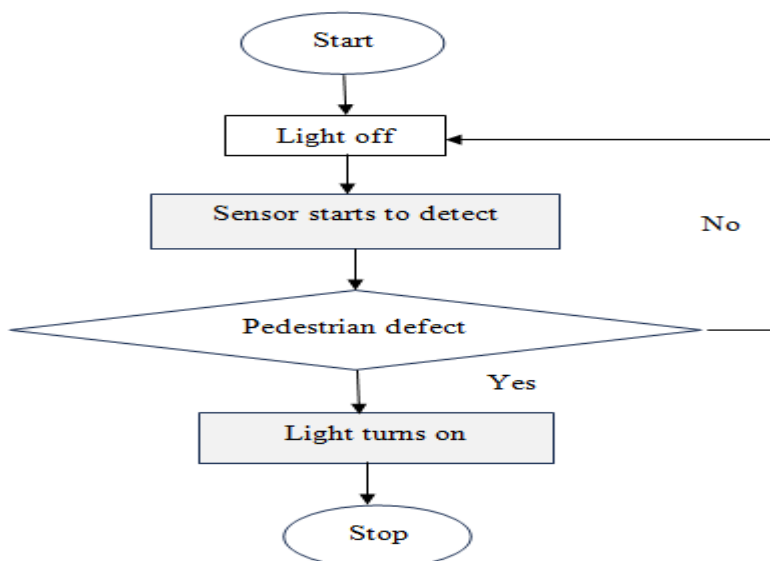 Start
Light off
Sensor starts to detect
No
Pedestrian defect
Yes
Light turns on
Stop